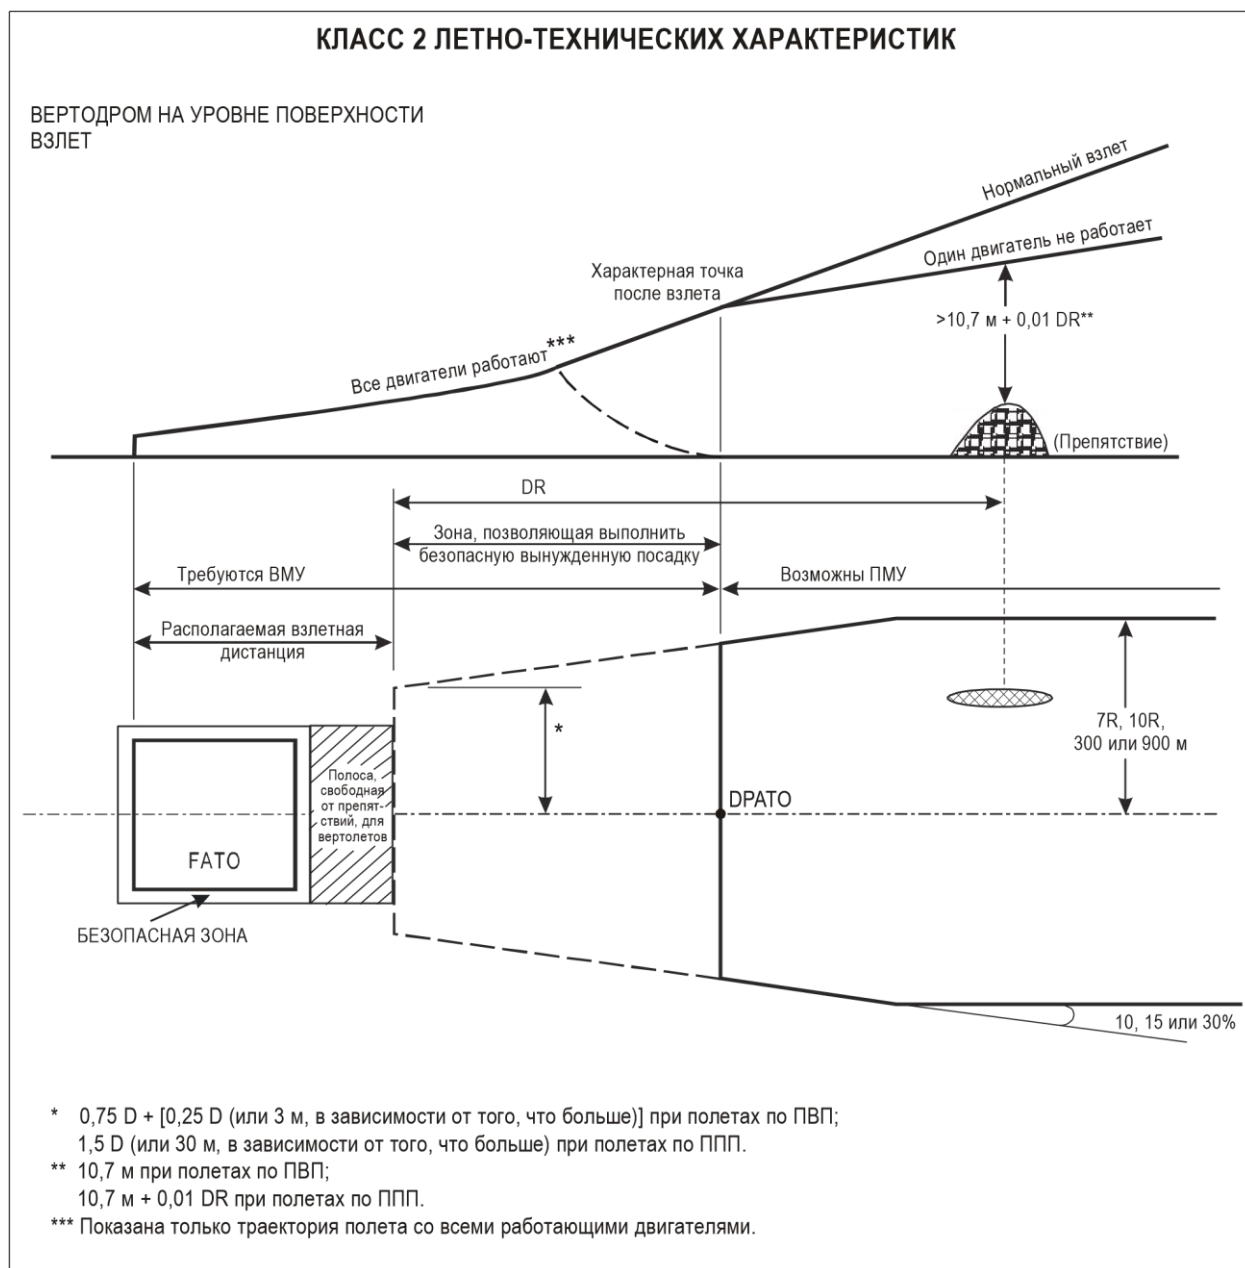 КЛАСС 2 ЛЕТНО-ТЕХНИЧЕСКИХ ХАРАКТЕРИСТИК
ВЕРТОДРОМ НА УРОВНЕ ПОВЕРХНОСТИ
ВЗЛЕТ
Нормальный взлет
Один двигатель не работает
Характерная точка
после взлета
>10,7 м + 0,01 DR**
Все двигатели работают***
(Препятствие)
DR
Зона, позволяющая выполнить
безопасную вынужденную посадку
Требуются ВМУ
Возможны ПМУ
Располагаемая взлетная
дистанция
*
7R, 10R,
300 или 900 м
Полоса,
свободная
от препят-
ствий, для
вертолетов
DPATO
FATO
БЕЗОПАСНАЯ ЗОНА
10, 15 или 30%
* 0,75 D + [0,25 D (или 3 м, в зависимости от того, что больше)] при полетах по ПВП;
1,5 D (или 30 м, в зависимости от того, что больше) при полетах по ППП.
** 10,7 м при полетах по ПВП;
10,7 м + 0,01 DR при полетах по ППП.
*** Показана только траектория полета со всеми работающими двигателями.